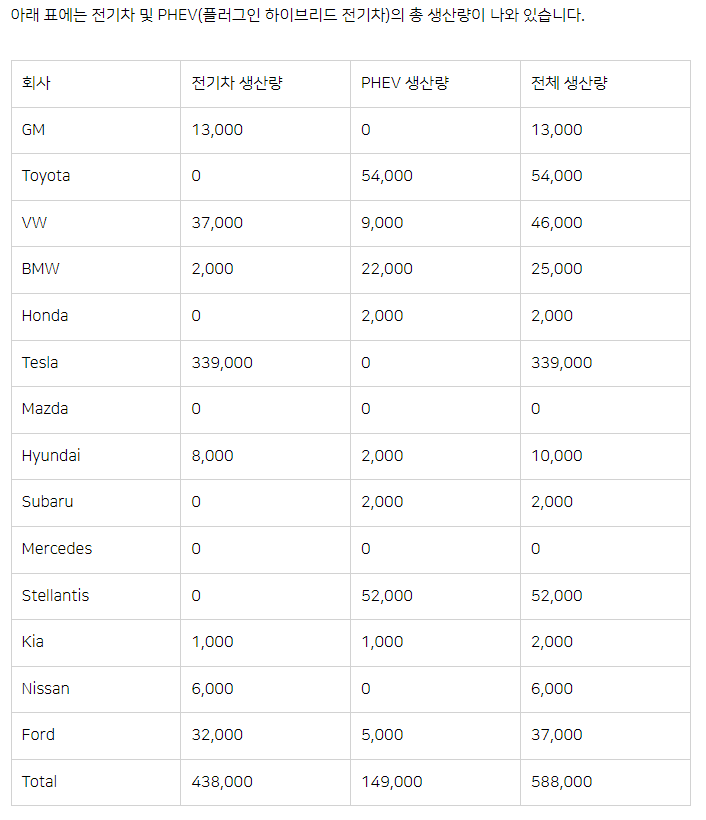 아래 표에는 전기차 및 PHEV(플러그인 하이브리드 전기차)의 총 생산량이 나와 있습니다.
회사 전기차 생산량 PHEV 생산량 전체 생산량
GM 13,000 0 13,000
Toyota 0 54,000 54,000
VW 37,000 9,000 46,000
BMW 2,000 22,000 25,000
Honda 0 2,000 2,000
Tesla 339,000 0 339,000
Mazda 0 0 0
Hyundai 8,000 2,000 10,000
Subaru 0 2,000 2,000
Mercedes 0 0 0
Stellantis 0 52,000 52,000
Kia 1,000 1,000 2,000
Nissan 6,000 0 6,000
Ford 32,000 5,000 37,000
Total 438,000 149,000 588,000